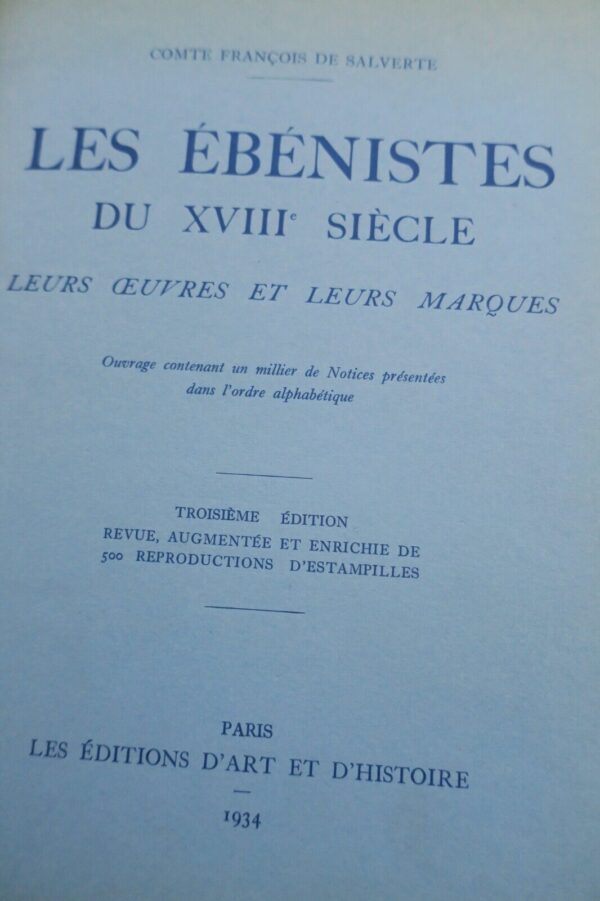 COMTE FRANÇOIS DE SALVERTE
LES ÉBÉNISTES
DU XVIIIe SIÈCLE
LEURS ŒUVRES ET LEURS MARQUES
Ouvrage contenant un millier de Notices présentées
dans l'ordre alphabétique
TROISIÈME ÉDITION
REVUE, AUGMENTÉE ET ENRICHIE DE
500 REPRODUCTIONS D'ESTAMPILLES
PARIS
LES ÉDITIONS D'ART ET D'HISTOIRE
1934